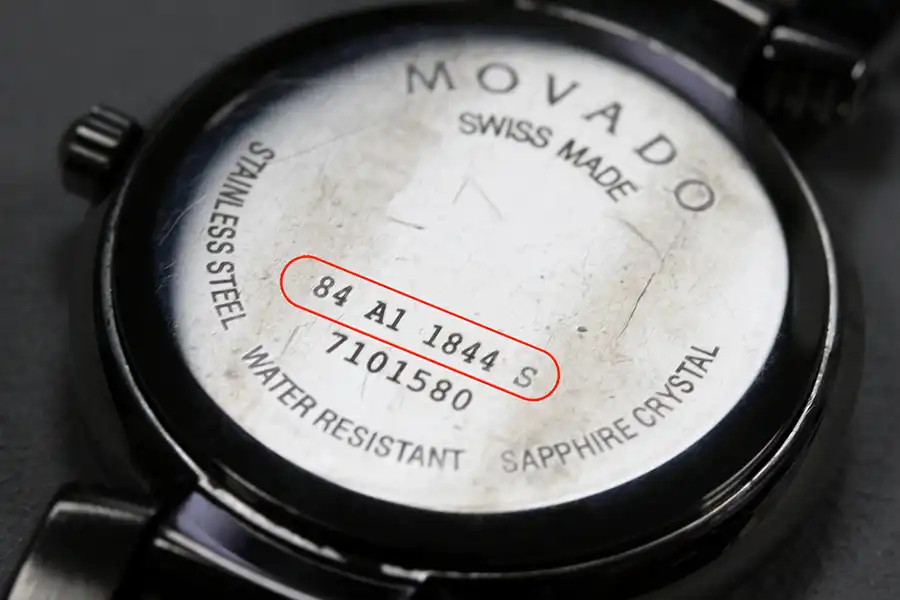 MOVADO
SWISS MADE
STAINLESS STEEL
84 A1 1844 S
7101580
WATER RESISTANT
SAPPHIRE CRYSTAL